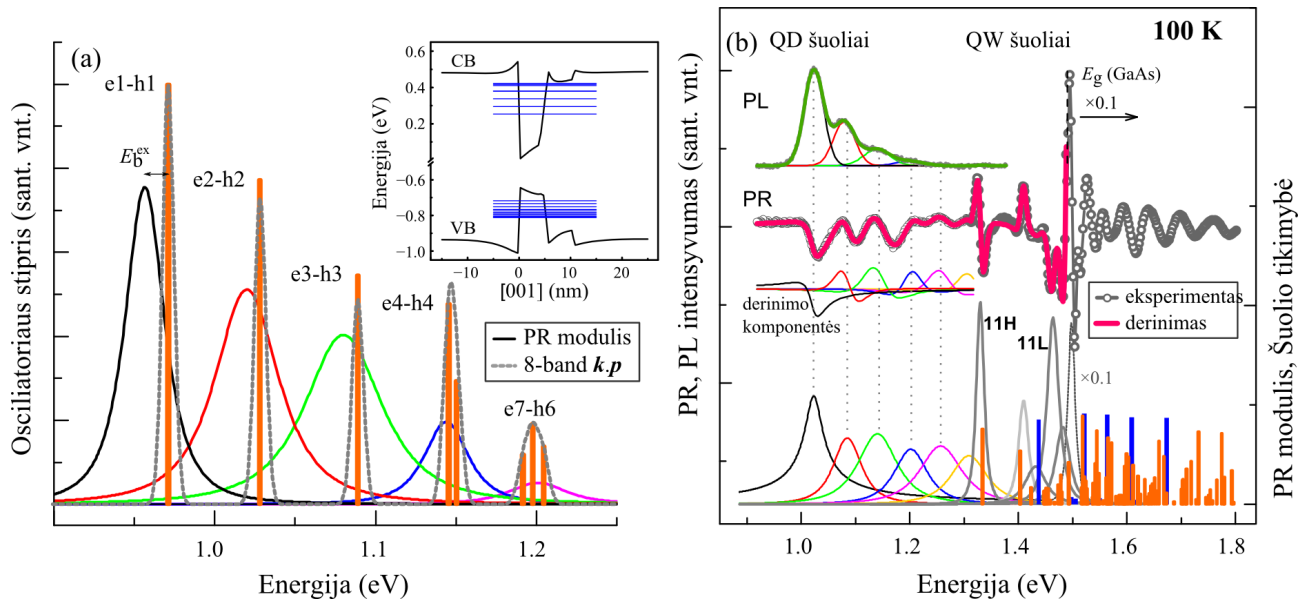 (a)
Osciliatoriaus stipris (sant. vnt.)
e1-h1
E_b^ex
e2-h2
e3-h3
e4-h4
e7-h6
PR modulis
8-band k.p
1.0
1.1
1.2
Energija (eV)
Energija (eV)
0.6
0.4
0.2
0.0
−0.6
−0.8
−1.0
CB
VB
−10
0
10
20
[001] (nm)
(b)
QD šuoliai
QW šuoliai
100 K
E_g (GaAs)
×0.1
PL
PR
PR, PL intensyvumas (sant. vnt.)
derinimo
komponentės
11H
11L
eksperimentas
derinimas
×0.1
1.0
1.2
1.4
1.6
1.8
Energija (eV)
PR modulis, Šuolio tikimybė